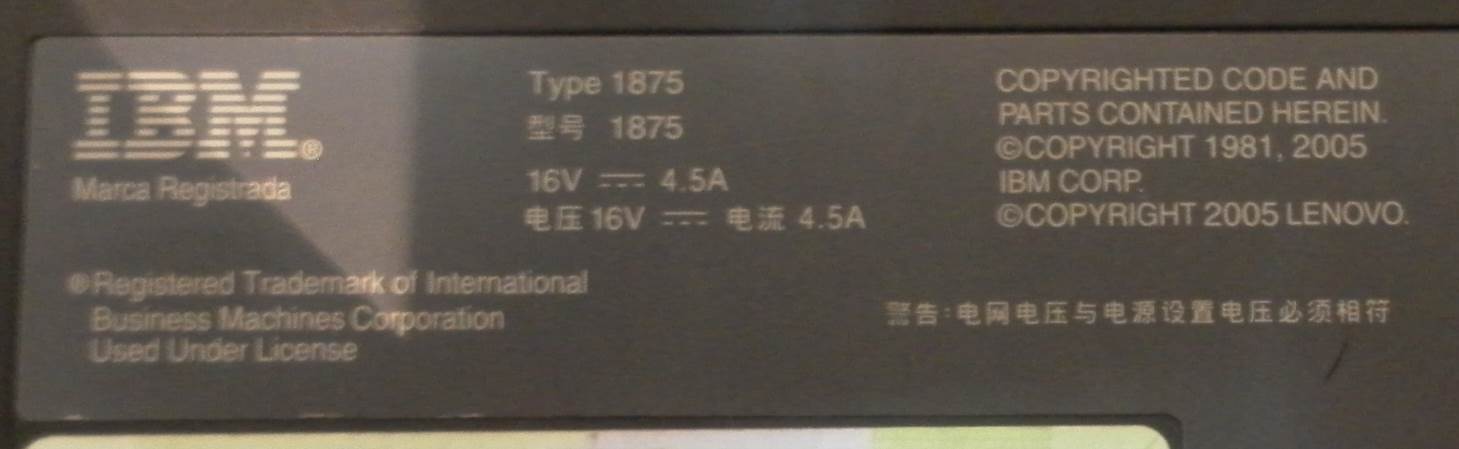 IBM®
Marca Registrada
®Registered Trademark of International
Business Machines Corporation
Used Under License
Type 1875
型号 1875
16V ⎓ 4.5A
电压 16V ⎓ 电流 4.5A
COPYRIGHTED CODE AND
PARTS CONTAINED HEREIN.
©COPYRIGHT 1981, 2005
IBM CORP.
©COPYRIGHT 2005 LENOVO.
警告:电网电压与电源设置电压必须相符